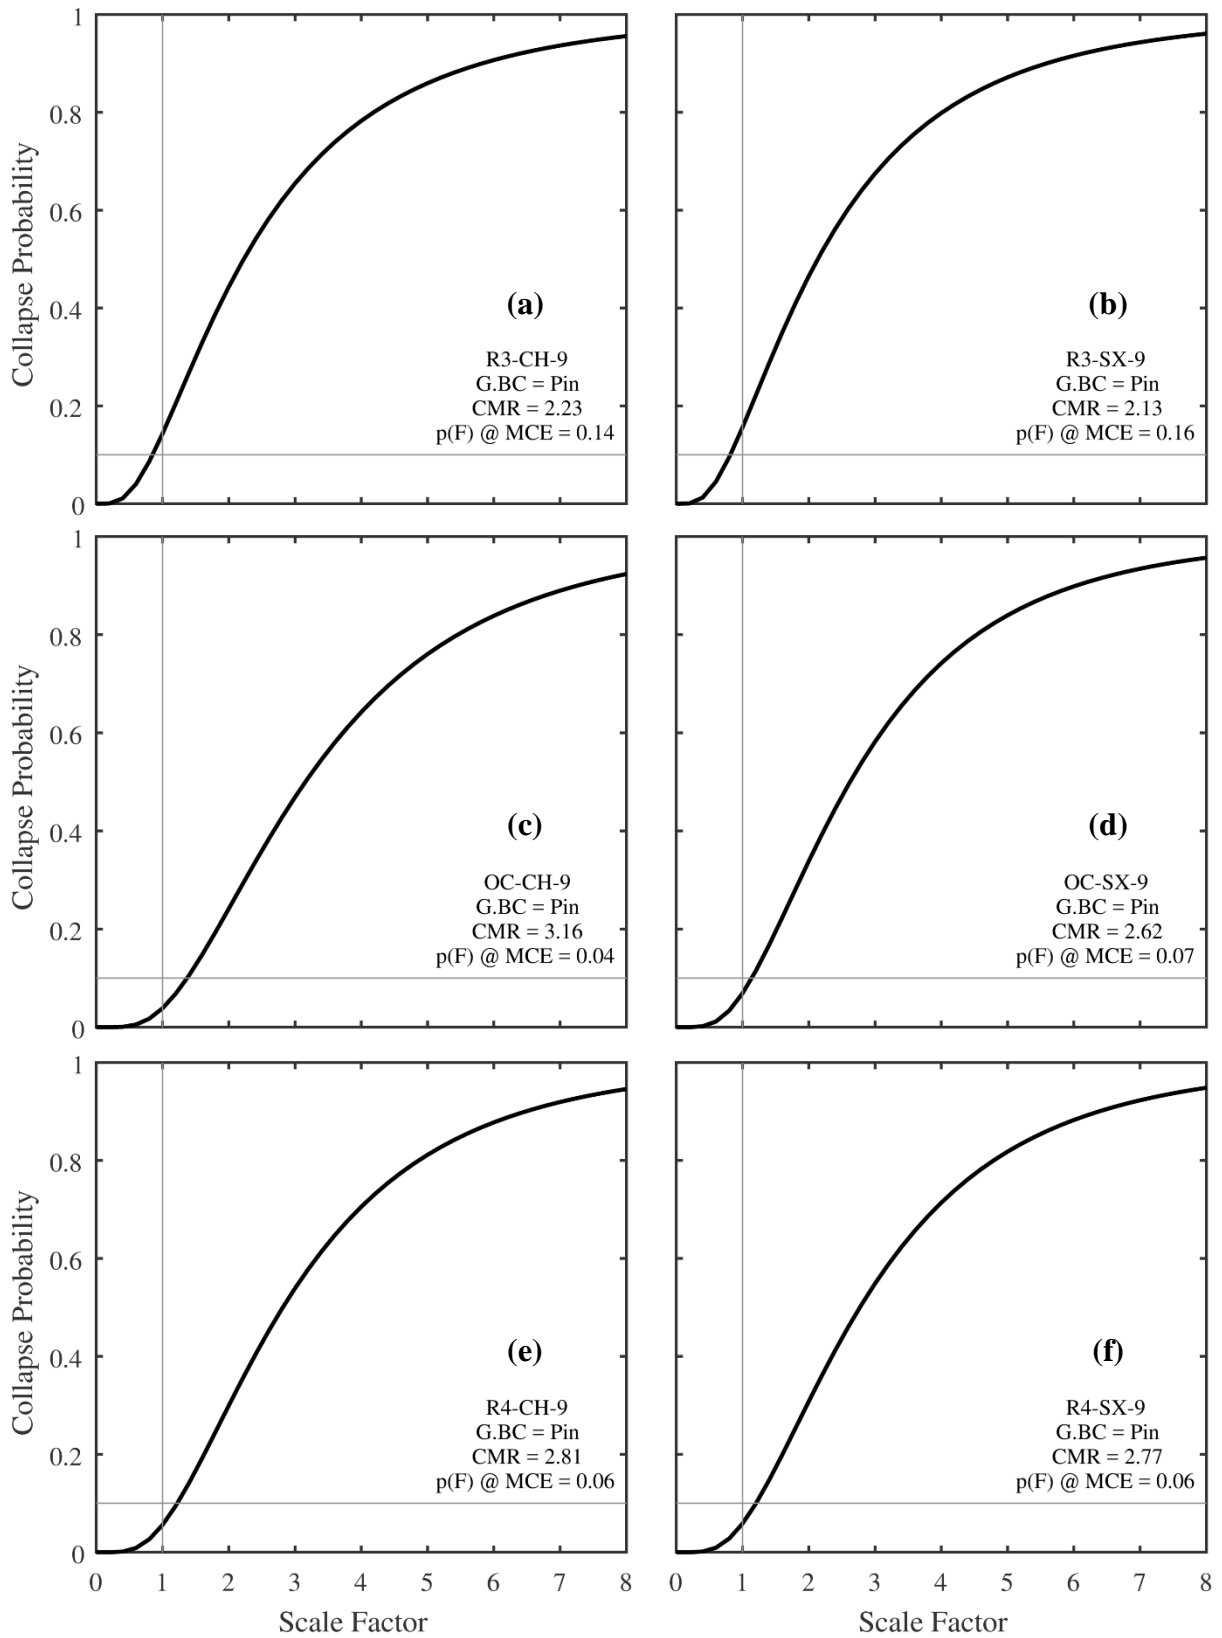 1
0.8
0.6
0.4
0.2
0
Collapse Probability
(a)
R3-CH-9
G.BC = Pin
CMR = 2.23
p(F) @ MCE = 0.14
(b)
R3-SX-9
G.BC = Pin
CMR = 2.13
p(F) @ MCE = 0.16
1
0.8
0.6
0.4
0.2
0
Collapse Probability
(c)
OC-CH-9
G.BC = Pin
CMR = 3.16
p(F) @ MCE = 0.04
(d)
OC-SX-9
G.BC = Pin
CMR = 2.62
p(F) @ MCE = 0.07
1
0.8
0.6
0.4
0.2
0
Collapse Probability
(e)
R4-CH-9
G.BC = Pin
CMR = 2.81
p(F) @ MCE = 0.06
0 1 2 3 4 5 6 7 8
Scale Factor
(f)
R4-SX-9
G.BC = Pin
CMR = 2.77
p(F) @ MCE = 0.06
0 1 2 3 4 5 6 7 8
Scale Factor